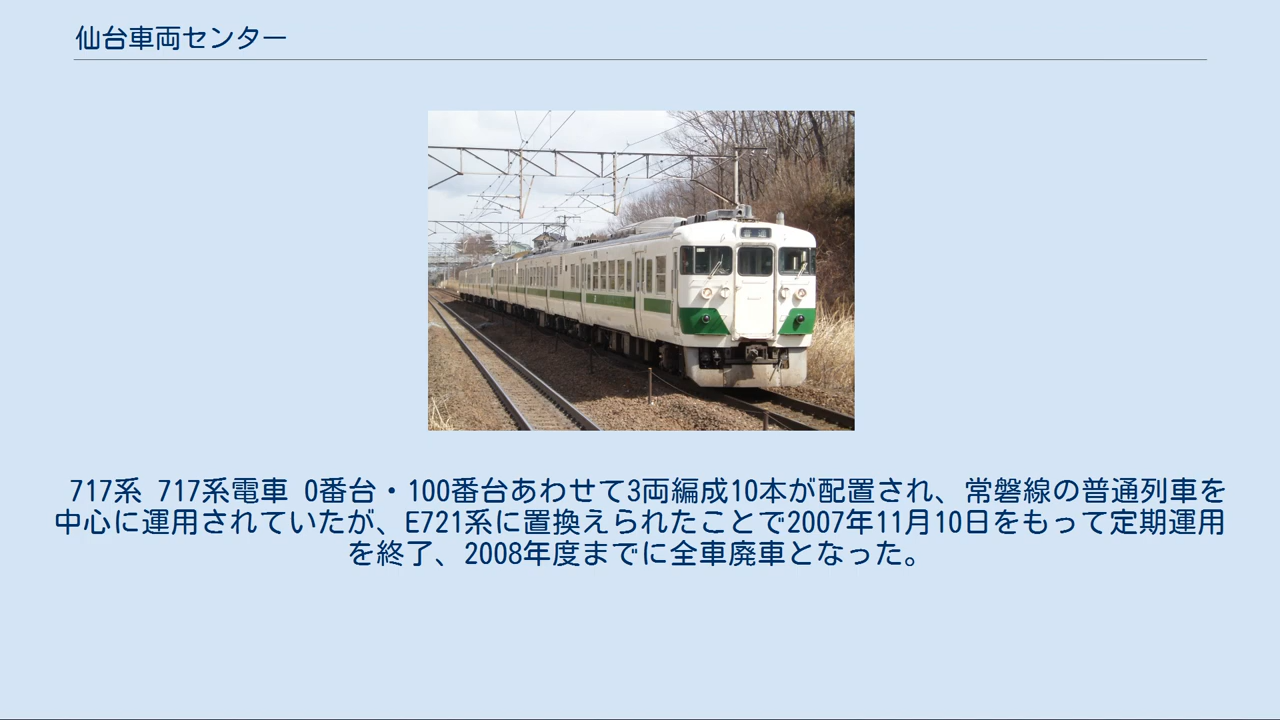 仙台車両センター
717系 717系電車 0番台・100番台あわせて3両編成10本が配置され、常磐線の普通列車を
中心に運用されていたが、E721系に置換えられたことで2007年11月10日をもって定期運用
を終了、2008年度までに全車廃車となった。